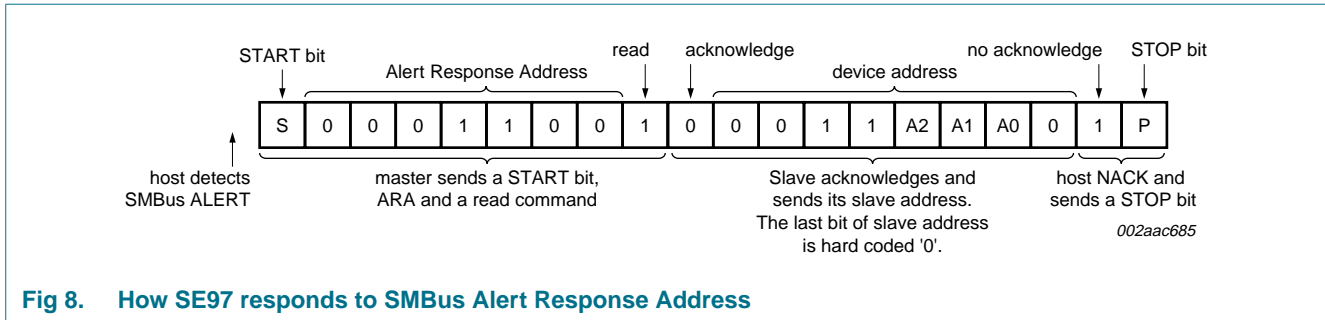 START bit
Alert Response Address
read
acknowledge
device address
no acknowledge
STOP bit
S 0 0 0 1 1 0 0 1 0 0 0 1 1 A2 A1 A0 0 1 P
host detects
SMBus ALERT
master sends a START bit,
ARA and a read command
Slave acknowledges and
sends its slave address.
The last bit of slave address
is hard coded '0'.
host NACK and
sends a STOP bit
002aac685
Fig 8. How SE97 responds to SMBus Alert Response Address